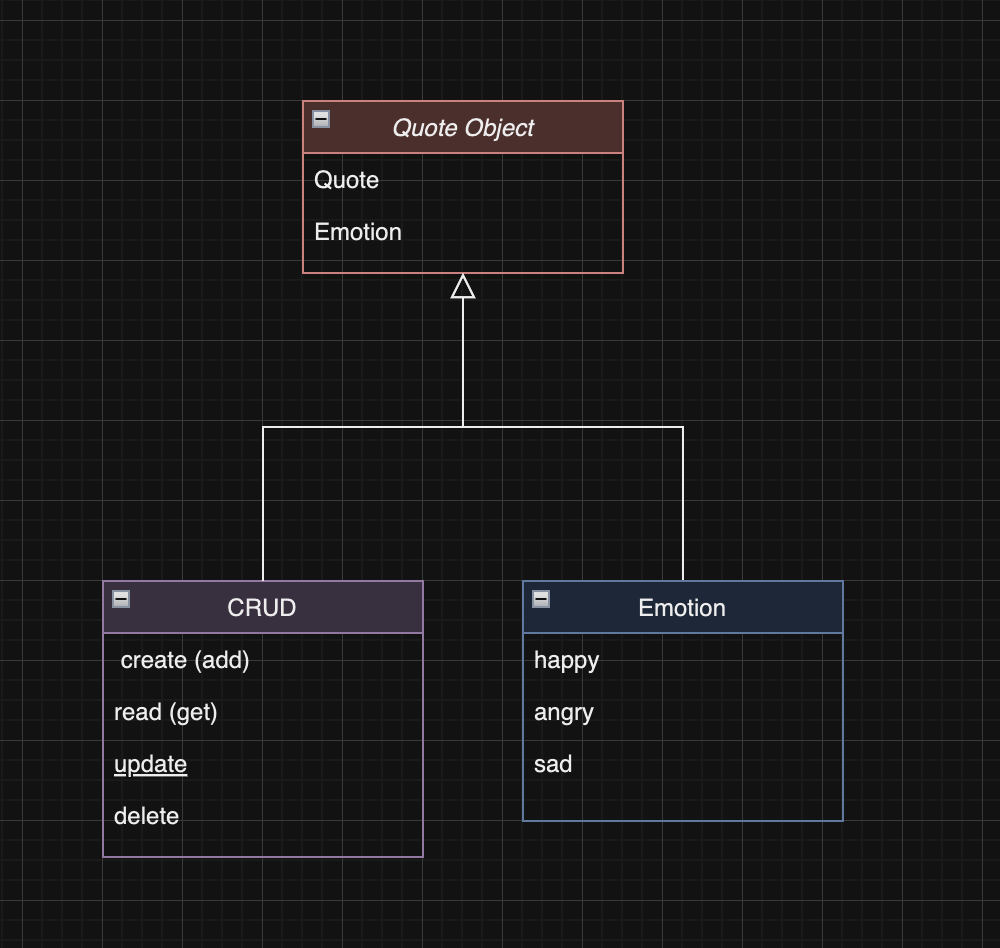 Quote Object
Quote
Emotion
CRUD
create (add)
read (get)
update
delete
Emotion
happy
angry
sad